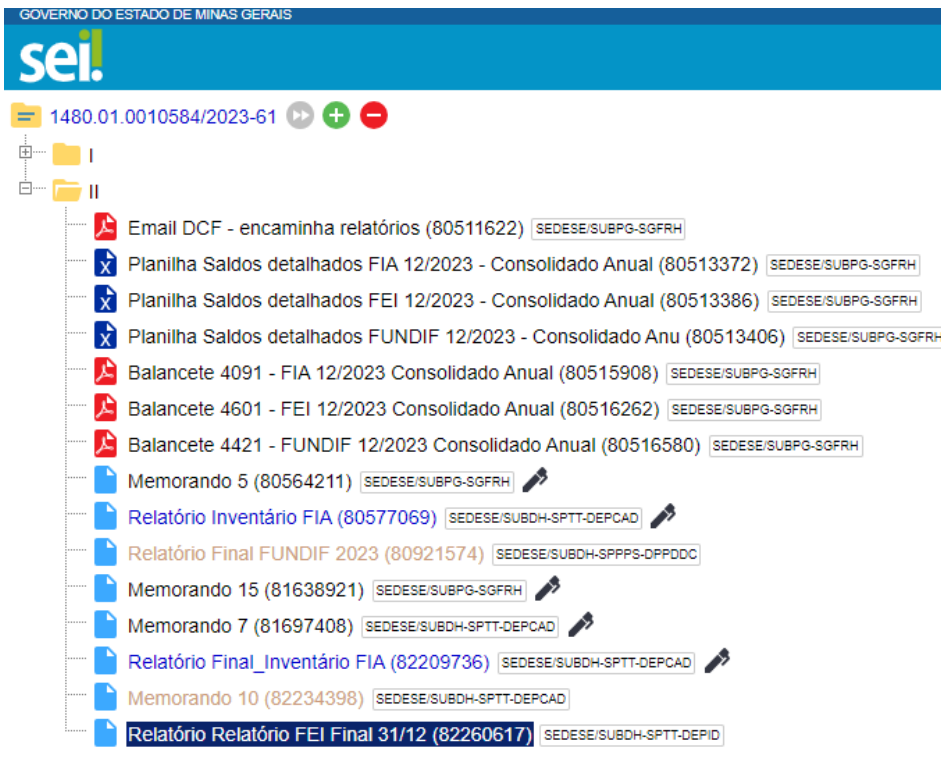 GOVERNO DO ESTADO DE MINAS GERAIS
sei!
1480.01.0010584/2023-61
I
II
Email DCF - encaminha relatórios (80511622) SEDESE/SUBPG-SGFRH
Planilha Saldos detalhados FIA 12/2023 - Consolidado Anual (80513372) SEDESE/SUBPG-SGFRH
Planilha Saldos detalhados FEI 12/2023 - Consolidado Anual (80513386) SEDESE/SUBPG-SGFRH
Planilha Saldos detalhados FUNDIF 12/2023 - Consolidado Anu (80513406) SEDESE/SUBPG-SGFRH
Balancete 4091 - FIA 12/2023 Consolidado Anual (80515908) SEDESE/SUBPG-SGFRH
Balancete 4601 - FEI 12/2023 Consolidado Anual (80516262) SEDESE/SUBPG-SGFRH
Balancete 4421 - FUNDIF 12/2023 Consolidado Anual (80516580) SEDESE/SUBPG-SGFRH
Memorando 5 (80564211) SEDESE/SUBPG-SGFRH
Relatório Inventário FIA (80577069) SEDESE/SUBDH-SPTT-DEPCAD
Relatório Final FUNDIF 2023 (80921574) SEDESE/SUBDH-SPPPS-DPPDDC
Memorando 15 (81638921) SEDESE/SUBPG-SGFRH
Memorando 7 (81697408) SEDESE/SUBDH-SPTT-DEPCAD
Relatório Final_Inventário FIA (82209736) SEDESE/SUBDH-SPTT-DEPCAD
Memorando 10 (82234398) SEDESE/SUBDH-SPTT-DEPCAD
Relatório Relatório FEI Final 31/12 (82260617) SEDESE/SUBDH-SPTT-DEPID